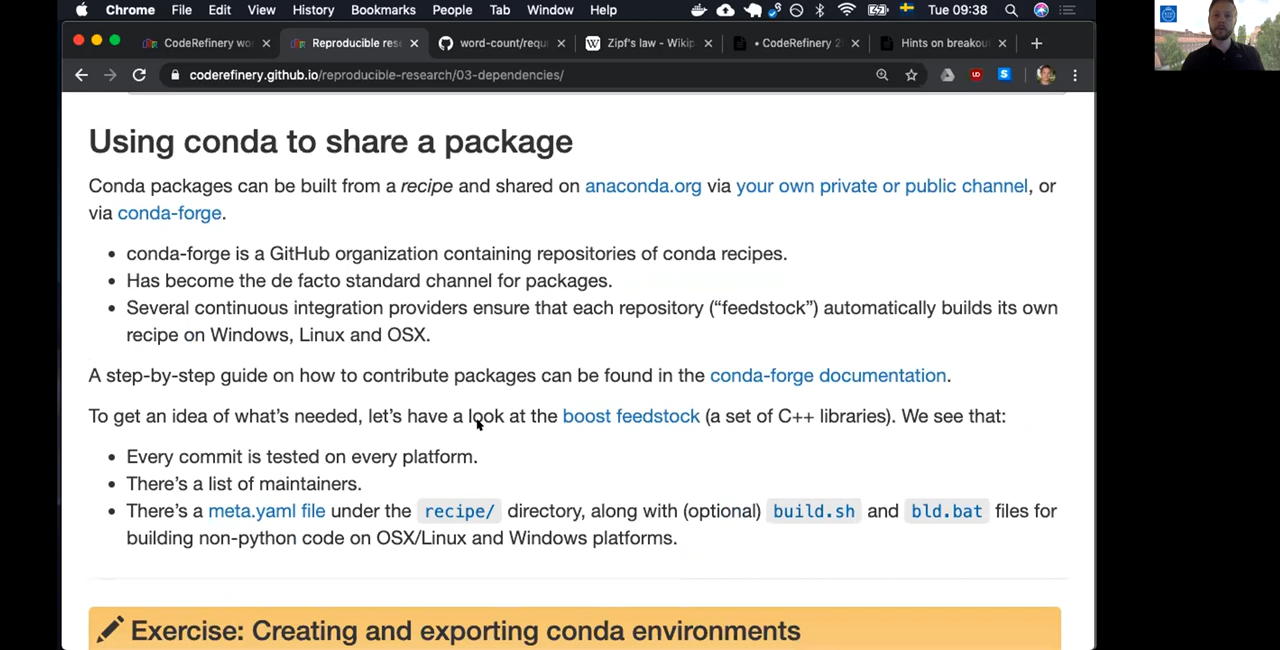 Chrome File Edit View History Bookmarks People Tab Window Help Tue 09:38
CodeRefinery wo Reproducible res word-count/requ Zipf's law - Wikip • CodeRefinery 2 Hints on breakou
coderefinery.github.io/reproducible-research/03-dependencies/
Using conda to share a package
Conda packages can be built from a recipe and shared on anaconda.org via your own private or public channel, or
via conda-forge.
• conda-forge is a GitHub organization containing repositories of conda recipes.
• Has become the de facto standard channel for packages.
• Several continuous integration providers ensure that each repository (“feedstock”) automatically builds its own
recipe on Windows, Linux and OSX.
A step-by-step guide on how to contribute packages can be found in the conda-forge documentation.
To get an idea of what’s needed, let’s have a look at the boost feedstock (a set of C++ libraries). We see that:
• Every commit is tested on every platform.
• There’s a list of maintainers.
• There’s a meta.yaml file under the recipe/ directory, along with (optional) build.sh and bld.bat files for
building non-python code on OSX/Linux and Windows platforms.
Exercise: Creating and exporting conda environments